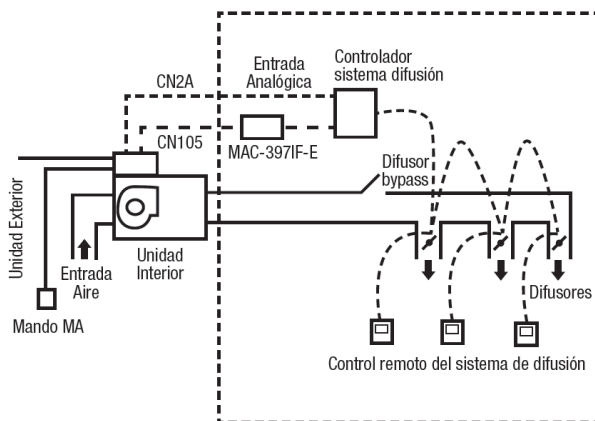 Controlador
sistema difusión
Entrada
Analógica
CN2A
CN105
MAC-397IF-E
Difusor
bypass
Unidad Exterior
Entrada
Aire
Unidad
Interior
Mando MA
Difusores
Control remoto del sistema de difusión